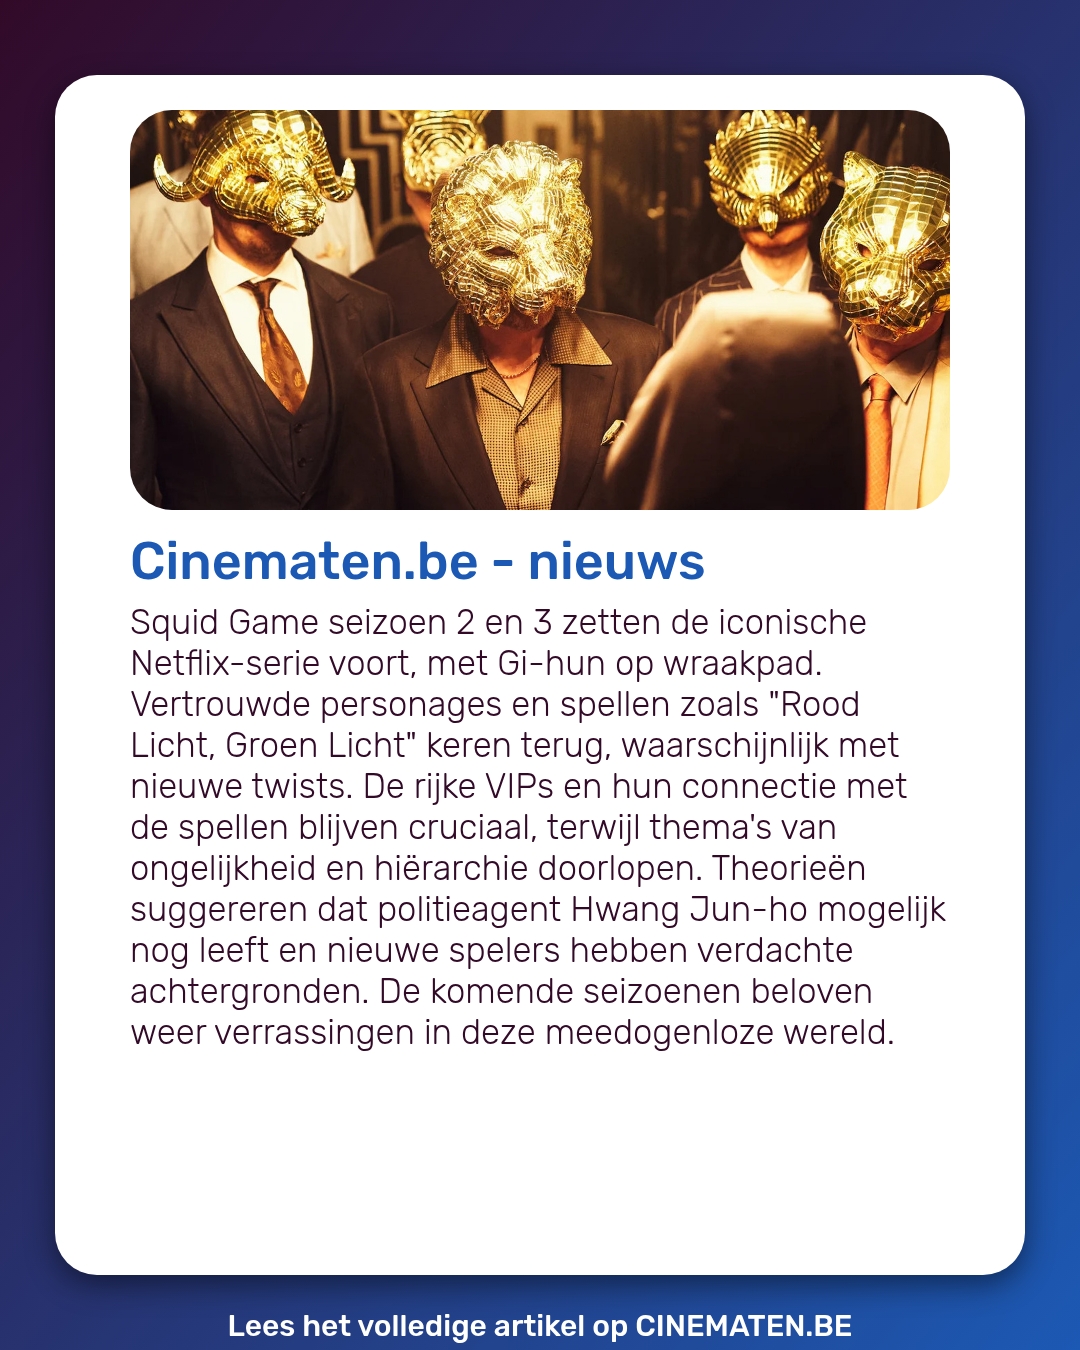 Cinematen.be - nieuws
Squid Game seizoen 2 en 3 zetten de iconische
Netflix-serie voort, met Gi-hun op wraakpad.
Vertrouwde personages en spellen zoals "Rood
Licht, Groen Licht" keren terug, waarschijnlijk met
nieuwe twists. De rijke VIPs en hun connectie met
de spellen blijven cruciaal, terwijl thema's van
ongelijkheid en hiërarchie doorlopen. Theorieën
suggereren dat politieagent Hwang Jun-ho mogelijk
nog leeft en nieuwe spelers hebben verdachte
achtergronden. De komende seizoenen beloven
weer verrassingen in deze meedogenloze wereld.
Lees het volledige artikel op CINEMATEN.BE